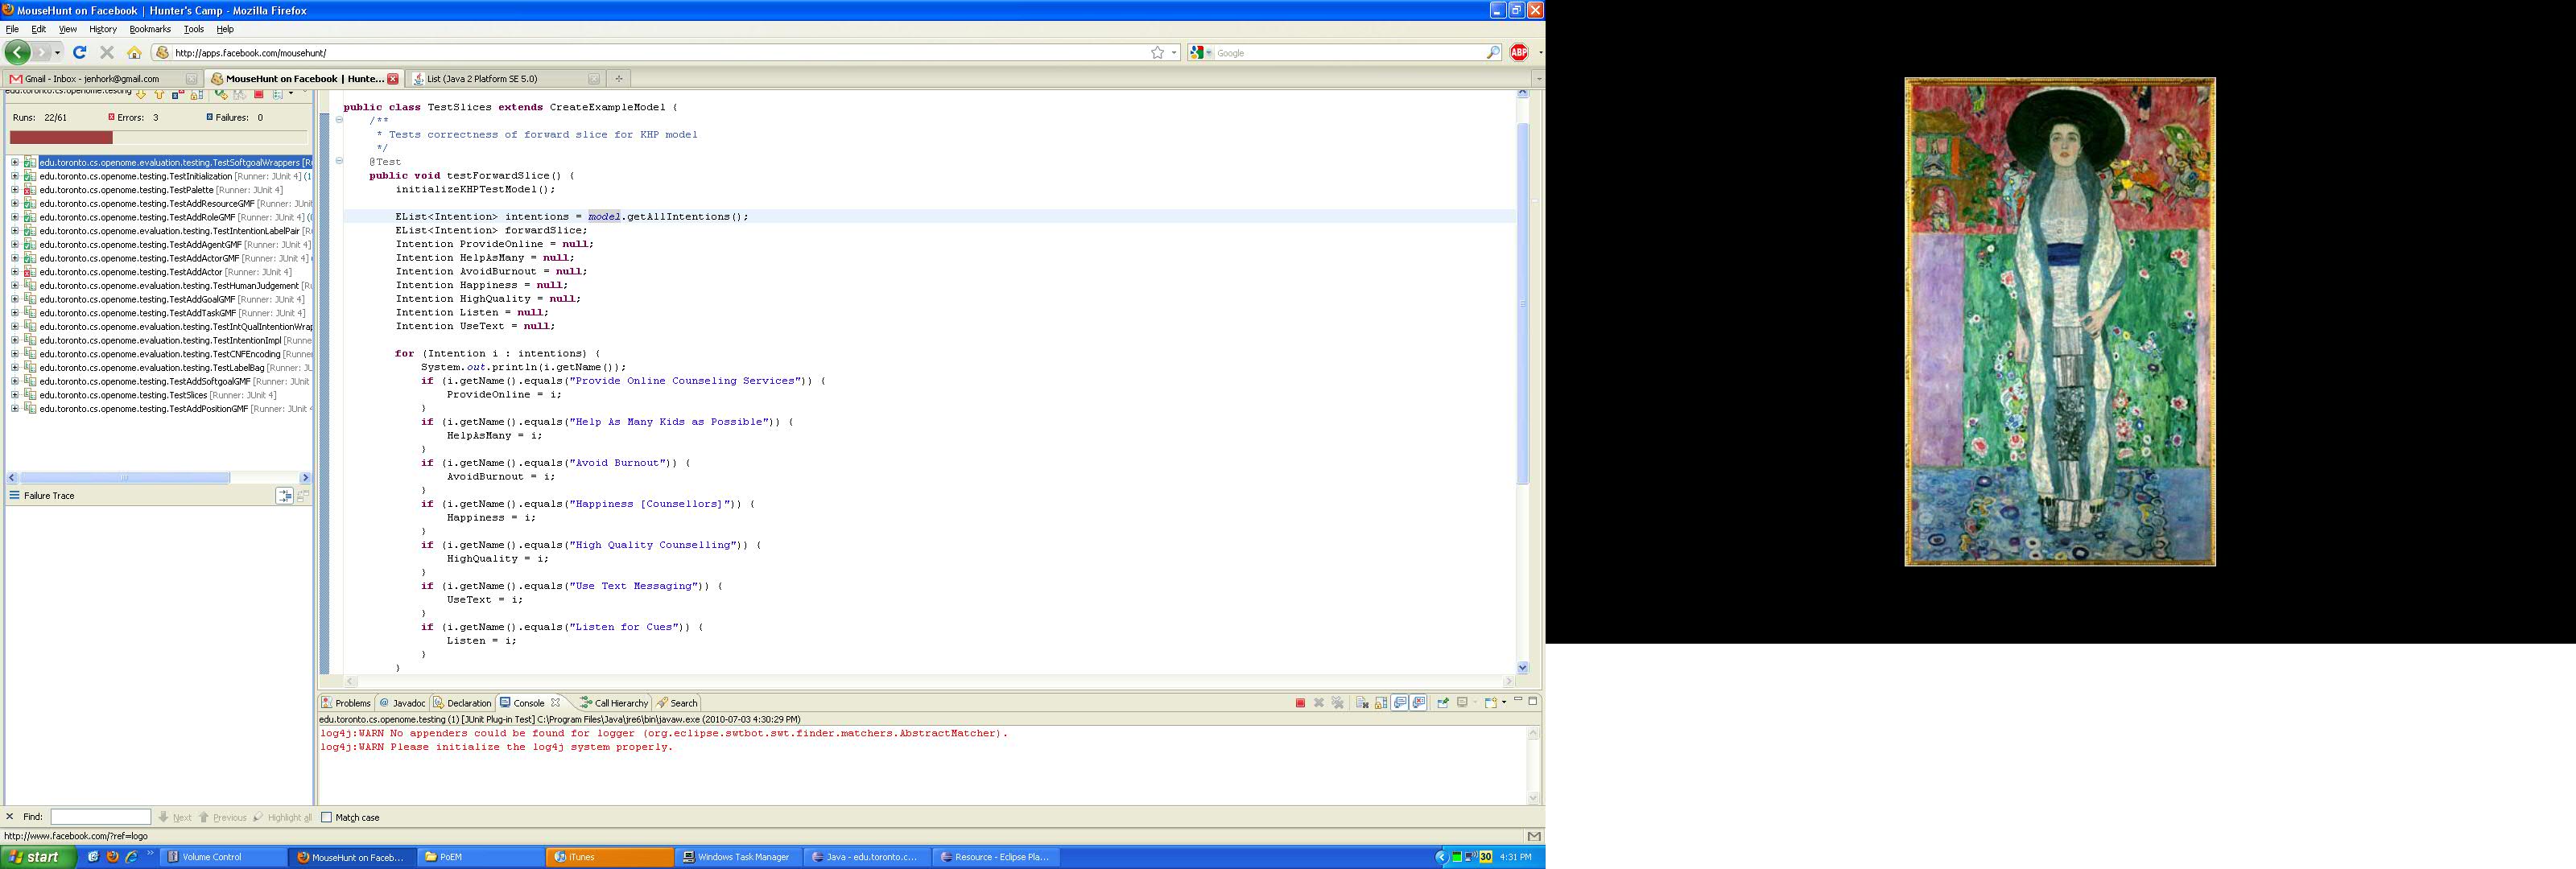 MouseHunt on Facebook | Hunter's Camp - Mozilla Firefox
File Edit View History Bookmarks Tools Help
http://apps.facebook.com/mousehunt/
Google
ABP
Gmail - Inbox - jenhork@gmail.com
MouseHunt on Facebook | Hunte...
List (Java 2 Platform SE 5.0)
edu.toronto.cs.openome.testing
Runs: 22/61 Errors: 3 Failures: 0
edu.toronto.cs.openome.evaluation.testing.TestSoftgoalWrappers [Ru
edu.toronto.cs.openome.testing.TestInitialization [Runner: JUnit 4] (1
edu.toronto.cs.openome.testing.TestPalette [Runner: JUnit 4]
edu.toronto.cs.openome.testing.TestAddResourceGMF [Runner: JUnit
edu.toronto.cs.openome.testing.TestAddRoleGMF [Runner: JUnit 4] (
edu.toronto.cs.openome.evaluation.testing.TestIntentionLabelPair [Ru
edu.toronto.cs.openome.testing.TestAddAgentGMF [Runner: JUnit 4]
edu.toronto.cs.openome.testing.TestAddActorGMF [Runner: JUnit 4]
edu.toronto.cs.openome.testing.TestAddActor [Runner: JUnit 4]
edu.toronto.cs.openome.evaluation.testing.TestHumanJudgement [Ru
edu.toronto.cs.openome.testing.TestAddGoalGMF [Runner: JUnit 4]
edu.toronto.cs.openome.testing.TestAddTaskGMF [Runner: JUnit 4]
edu.toronto.cs.openome.evaluation.testing.TestIntQualIntentionWrap
edu.toronto.cs.openome.evaluation.testing.TestIntentionImpl [Runne
edu.toronto.cs.openome.evaluation.testing.TestCNFEncoding [Runner
edu.toronto.cs.openome.evaluation.testing.TestLabelBag [Runner: JU
edu.toronto.cs.openome.testing.TestAddSoftgoalGMF [Runner: JUnit
edu.toronto.cs.openome.testing.TestSlices [Runner: JUnit 4]
edu.toronto.cs.openome.testing.TestAddPositionGMF [Runner: JUnit 4
Failure Trace
public class TestSlices extends CreateExampleModel {
/**
* Tests correctness of forward slice for KHP model
*/
@Test
public void testForwardSlice() {
initializeKHPTestModel();
EList<Intention> intentions = model.getAllIntentions();
EList<Intention> forwardSlice;
Intention ProvideOnline = null;
Intention HelpAsMany = null;
Intention AvoidBurnout = null;
Intention Happiness = null;
Intention HighQuality = null;
Intention Listen = null;
Intention UseText = null;
for (Intention i : intentions) {
System.out.println(i.getName());
if (i.getName().equals("Provide Online Counseling Services")) {
ProvideOnline = i;
}
if (i.getName().equals("Help As Many Kids as Possible")) {
HelpAsMany = i;
}
if (i.getName().equals("Avoid Burnout")) {
AvoidBurnout = i;
}
if (i.getName().equals("Happiness [Counsellors]")) {
Happiness = i;
}
if (i.getName().equals("High Quality Counselling")) {
HighQuality = i;
}
if (i.getName().equals("Use Text Messaging")) {
UseText = i;
}
if (i.getName().equals("Listen for Cues")) {
Listen = i;
}
}
Problems Javadoc Declaration Console Call Hierarchy Search
edu.toronto.cs.openome.testing (1) [JUnit Plug-in Test] C:\Program Files\Java\jre6\bin\javaw.exe (2010-07-03 4:30:29 PM)
log4j:WARN No appenders could be found for logger (org.eclipse.swtbot.swt.finder.matchers.AbstractMatcher).
log4j:WARN Please initialize the log4j system properly.
Find: Next Previous Highlight all Match case
http://www.facebook.com/?ref=logo
start Volume Control MouseHunt on Faceb... PoEM iTunes Windows Task Manager Java - edu.toronto.c... Resource - Eclipse Pla... 30 4:31 PM